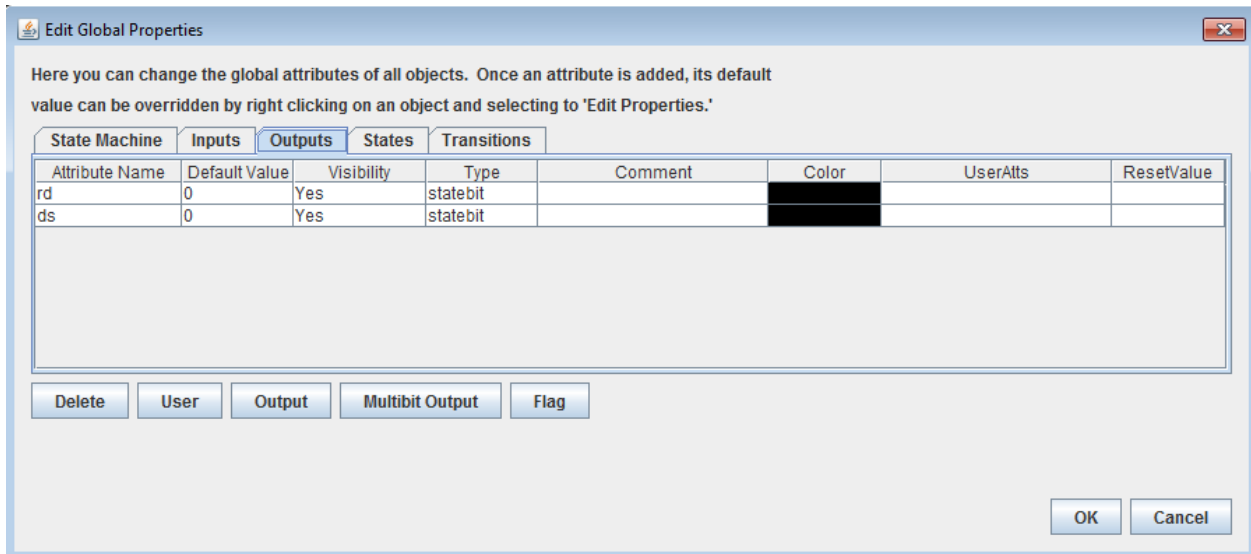 Edit Global Properties
Here you can change the global attributes of all objects.  Once an attribute is added, its default
value can be overridden by right clicking on an object and selecting to 'Edit Properties.'
State Machine Inputs Outputs States Transitions
Attribute Name Default Value Visibility Type Comment Color UserAtts ResetValue
rd 0 Yes statebit
ds 0 Yes statebit
Delete User Output Multibit Output Flag
OK Cancel